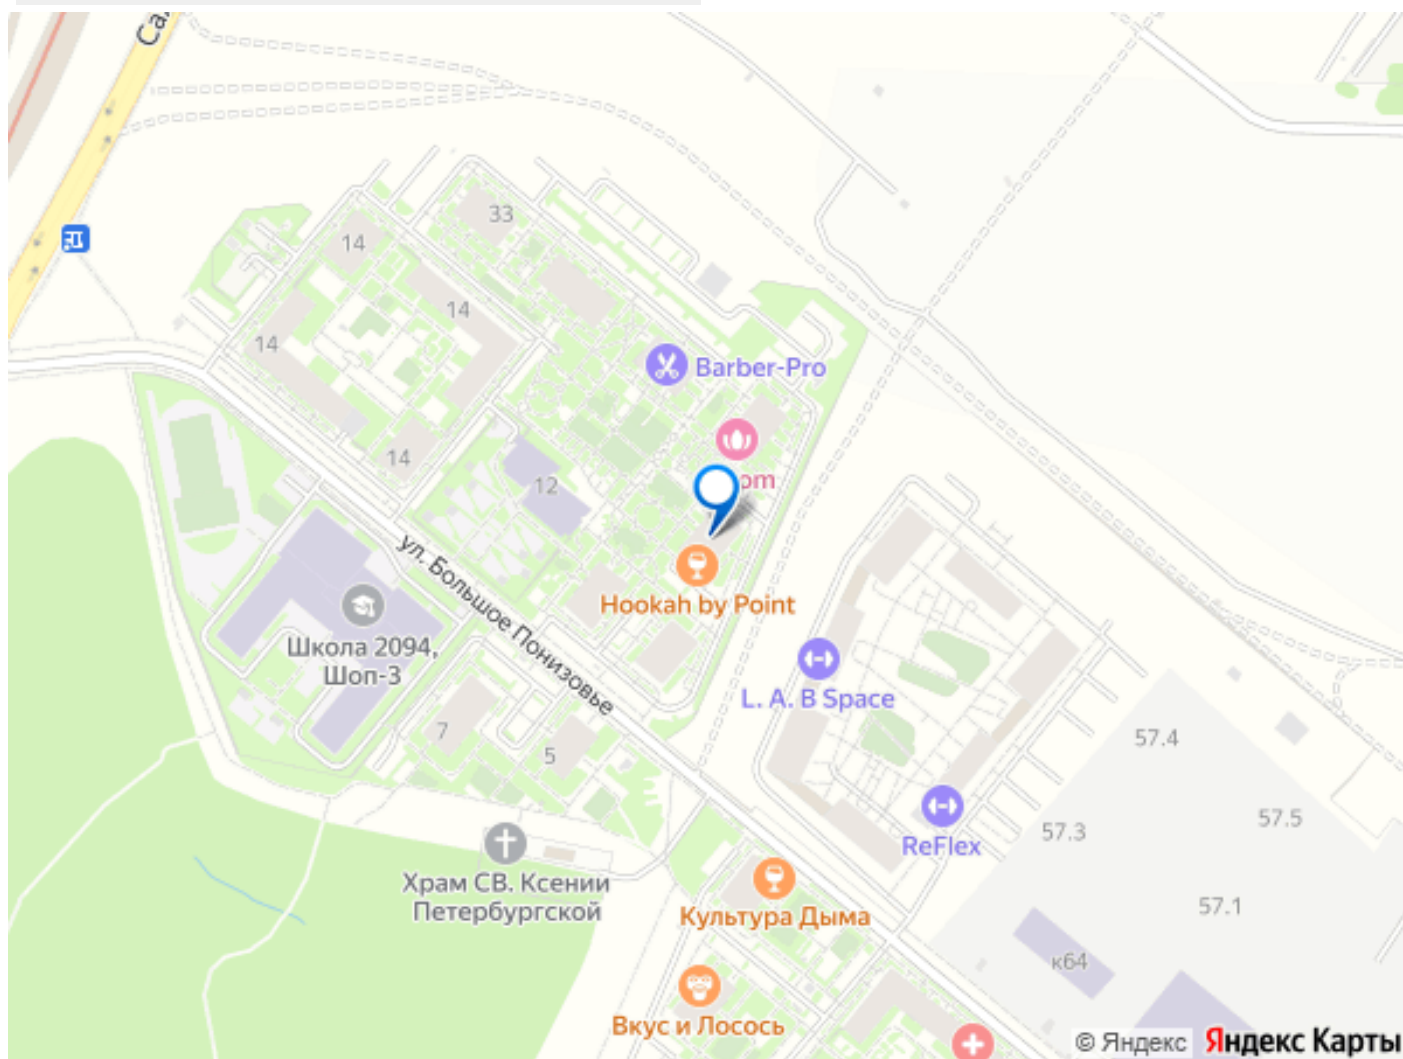 33
14
14
14
Barber-Pro
14
12
ул. Большое Понизовье
Hookah by Point
Школа 2094,
Шоп-3
L. A. B Space
7
5
57.4
57.5
57.3
ReFlex
Храм СВ. Ксении
Петербургской
Культура Дыма
57.1
к64
Вкус и Лосось
© Яндекс Яндекс Карты